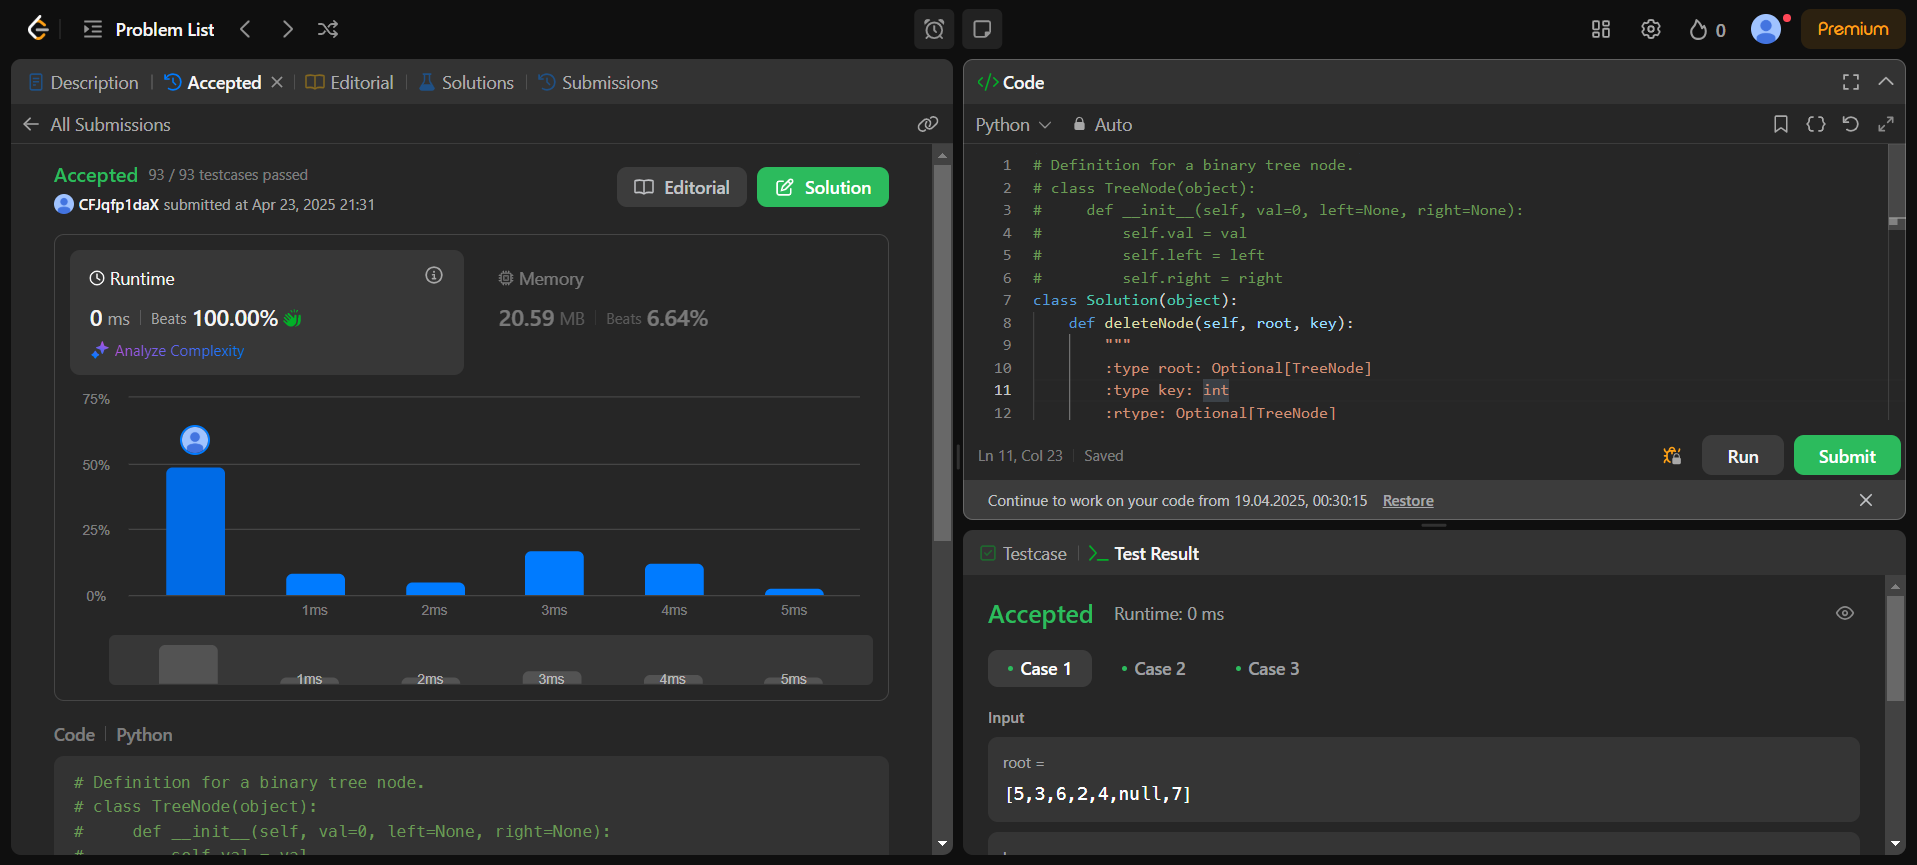 Problem List
0
Premium
Description
Accepted
Editorial
Solutions
Submissions
All Submissions
Accepted 93 / 93 testcases passed
CFJqfp1daX submitted at Apr 23, 2025 21:31
Editorial
Solution
Runtime
0 ms Beats 100.00%
Analyze Complexity
Memory
20.59 MB Beats 6.64%
75%
50%
25%
0%
1ms
2ms
3ms
4ms
5ms
1ms
2ms
3ms
4ms
5ms
Code Python
# Definition for a binary tree node.
# class TreeNode(object):
#     def __init__(self, val=0, left=None, right=None):
#         self.val = val
</> Code
Python
Auto
1 # Definition for a binary tree node.
2 # class TreeNode(object):
3 #     def __init__(self, val=0, left=None, right=None):
4 #         self.val = val
5 #         self.left = left
6 #         self.right = right
7 class Solution(object):
8     def deleteNode(self, root, key):
9         """
10         :type root: Optional[TreeNode]
11         :type key: int
12         :rtype: Optional[TreeNode]
Ln 11, Col 23 Saved
Run
Submit
Continue to work on your code from 19.04.2025, 00:30:15 Restore
Testcase
Test Result
Accepted Runtime: 0 ms
• Case 1
• Case 2
• Case 3
Input
root =
[5,3,6,2,4,null,7]